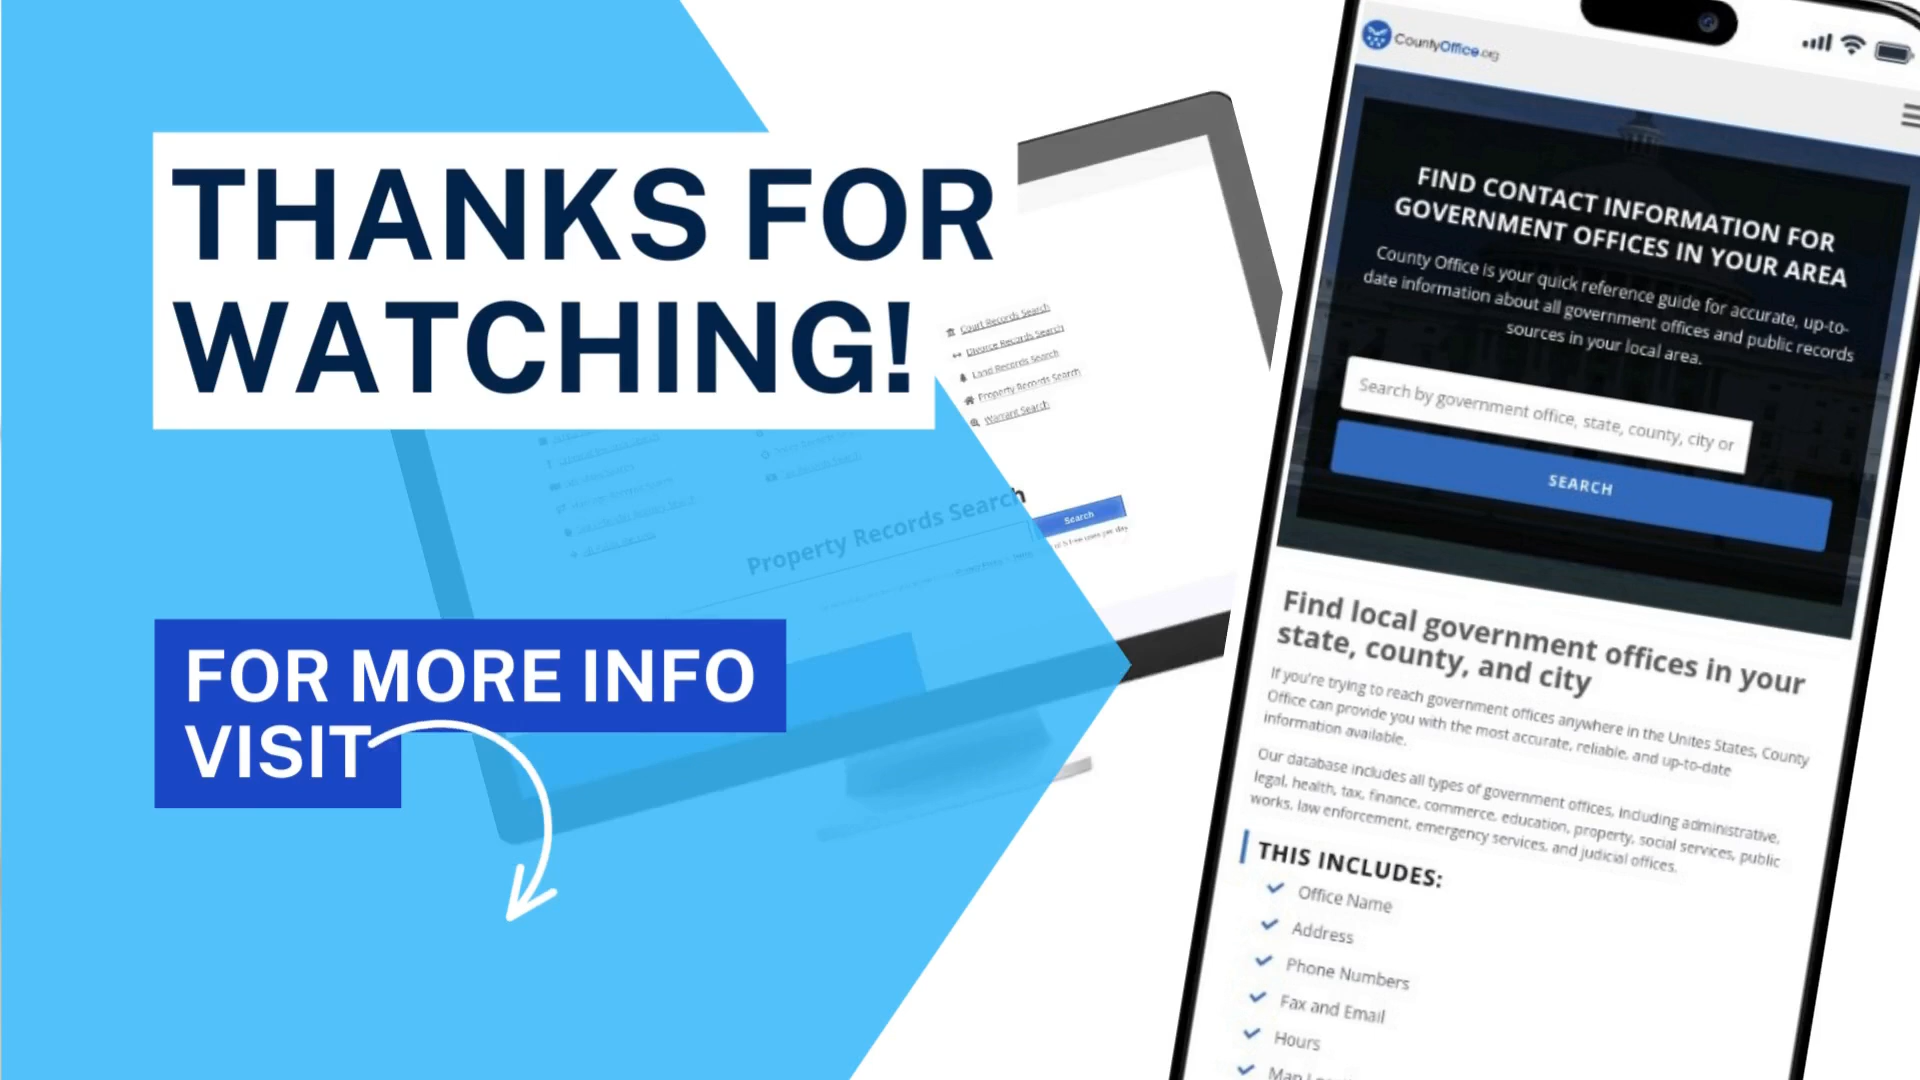 THANKS FOR
WATCHING!
FOR MORE INFO
VISIT
Court Records Search
Divorce Records Search
Land Records Search
Property Records Search
Warrant Search
Property Records Search
Search
of 5 free uses per day
CountyOffice.org
FIND CONTACT INFORMATION FOR
GOVERNMENT OFFICES IN YOUR AREA
County Office is your quick reference guide for accurate, up-to-
date information about all government offices and public records
sources in your local area.
Search by government office, state, county, city or
SEARCH
Find local government offices in your
state, county, and city
If you're trying to reach government offices anywhere in the Unites States, County
Office can provide you with the most accurate, reliable, and up-to-date
information available.
Our database includes all types of government offices, including administrative,
legal, health, tax, finance, commerce, education, property, social services, public
works, law enforcement, emergency services, and judicial offices.
THIS INCLUDES:
Office Name
Address
Phone Numbers
Fax and Email
Hours
Map